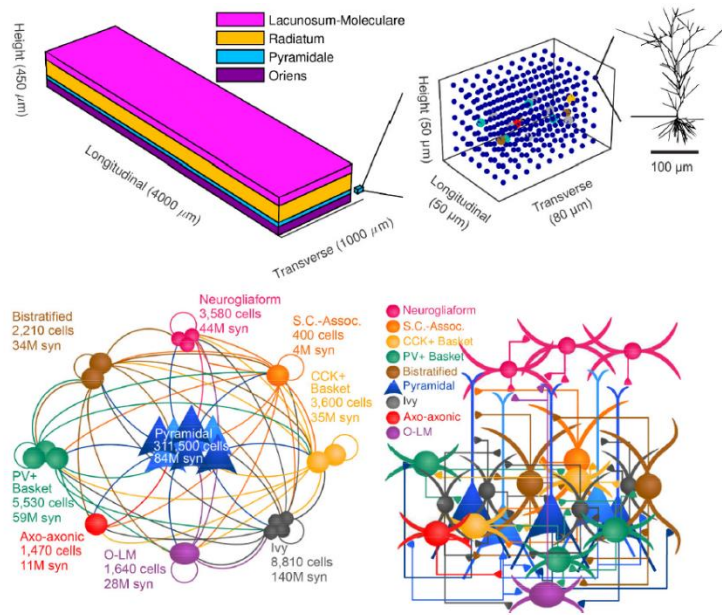 Lacunosum-Moleculare
Radiatum
Pyramidale
Oriens
Height (450 μm)
Longitudinal (4000 μm)
Transverse (1000 μm)
Height (50 μm)
Longitudinal
(50 μm)
Transverse
(80 μm)
100 μm
Neurogliaform
3,580 cells
44M syn
Bistratified
2,210 cells
34M syn
S.C.-Assoc.
400 cells
4M syn
CCK+
Basket
3,600 cells
35M syn
Pyramidal
311,500 cells
84M syn
PV+
Basket
5,530 cells
59M syn
Axo-axonic
1,470 cells
11M syn
O-LM
1,640 cells
28M syn
Ivy
8,810 cells
140M syn
Neurogliaform
S.C.-Assoc.
CCK+ Basket
PV+ Basket
Bistratified
Pyramidal
Ivy
Axo-axonic
O-LM